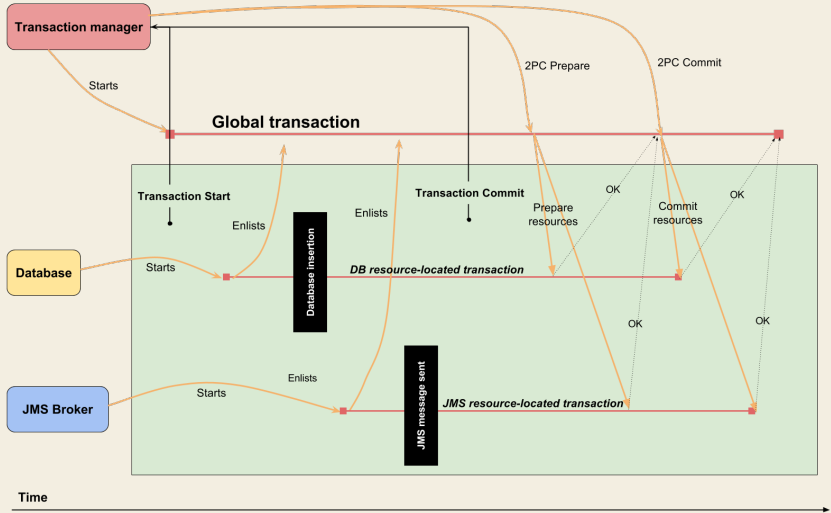 Transaction manager
2PC Prepare
2PC Commit
Starts
Global transaction
Transaction Start
Transaction Commit
OK
OK
Enlists
Enlists
Prepare
resources
Commit
resources
Database
Starts
Database insertion
DB resource-located transaction
OK
OK
Enlists
JMS Broker
Starts
JMS message sent
JMS resource-located transaction
Time